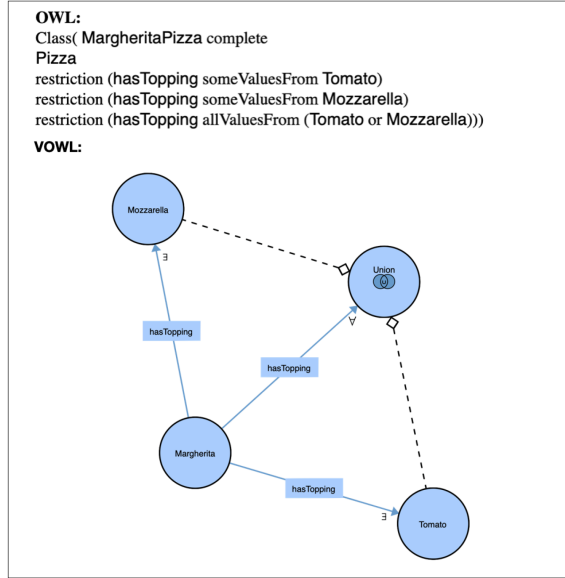 OWL:
Class( MargheritaPizza complete
Pizza
restriction (hasTopping someValuesFrom Tomato)
restriction (hasTopping someValuesFrom Mozzarella)
restriction (hasTopping allValuesFrom (Tomato or Mozzarella)))
VOWL:
Mozzarella
∃
Union
∪
∀
hasTopping
hasTopping
Margherita
hasTopping
∃
Tomato